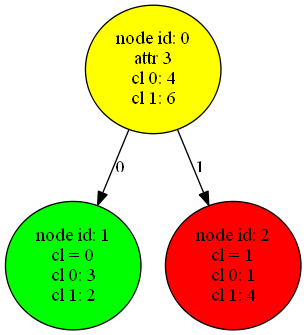 node id: 0
attr 3
cl 0: 4
cl 1: 6
0
1
node id: 1
cl = 0
cl 0: 3
cl 1: 2
node id: 2
cl = 1
cl 0: 1
cl 1: 4